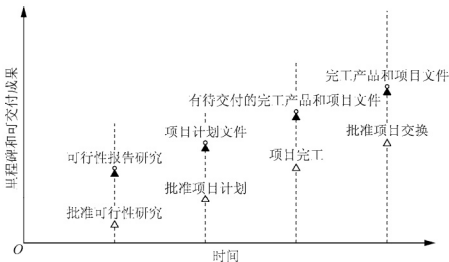 里程碑和可交付成果
完工产品和项目文件
有待交付的完工产品和项目文件
项目计划文件
批准项目交换
可行性报告研究
项目完工
批准项目计划
批准可行性研究
O
时间